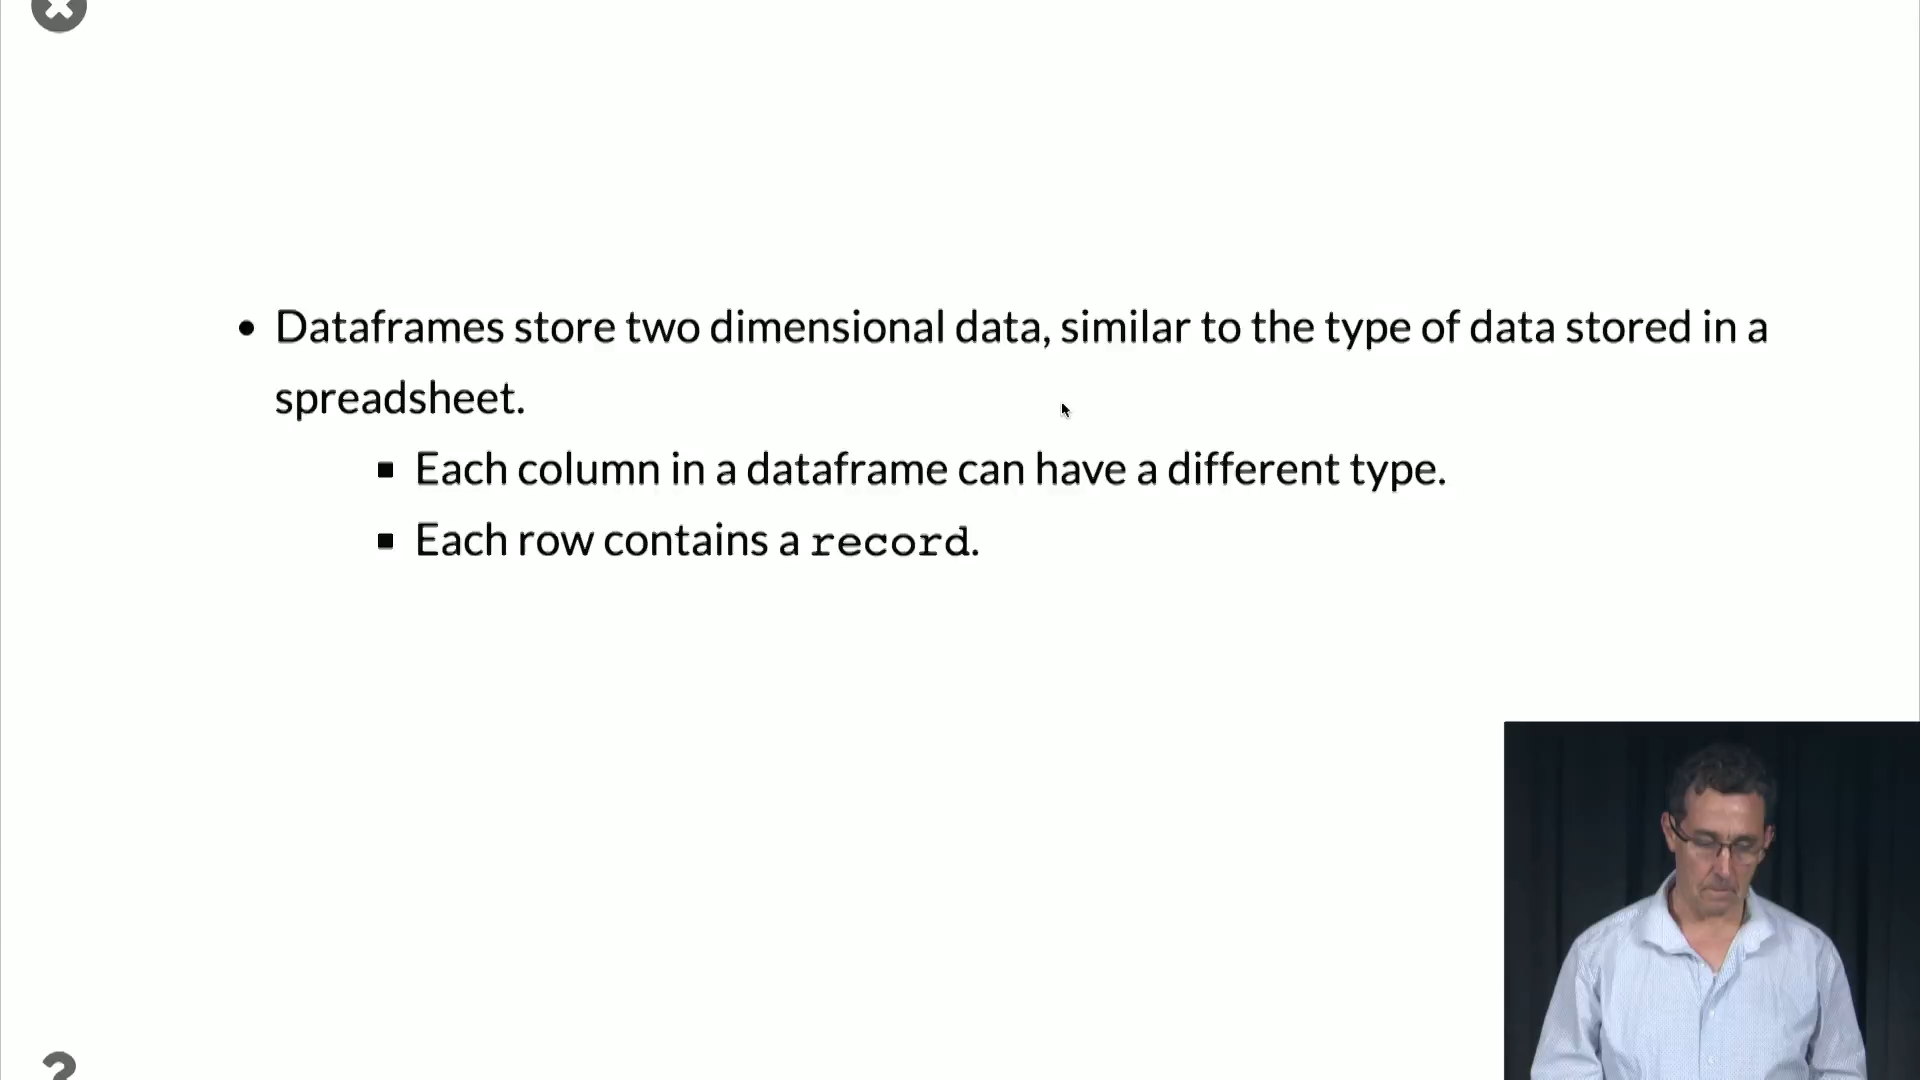 Dataframes store two dimensional data, similar to the type of data stored in a
spreadsheet.
Each column in a dataframe can have a different type.
Each row contains a record.
?